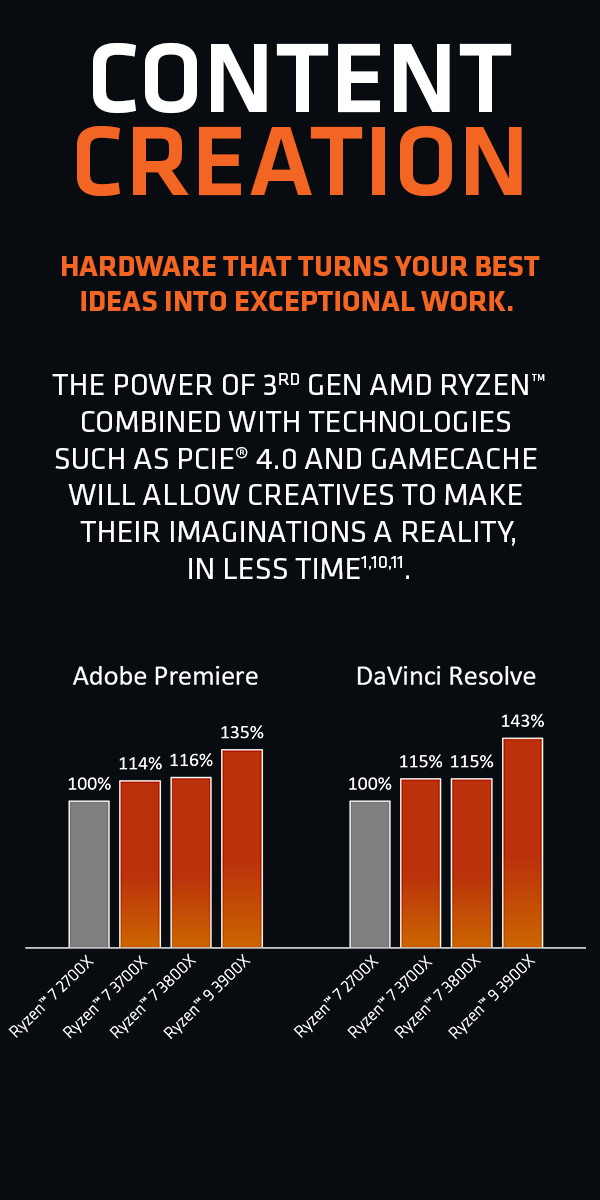 CONTENT
CREATION
HARDWARE THAT TURNS YOUR BEST
IDEAS INTO EXCEPTIONAL WORK.
THE POWER OF 3RD GEN AMD RYZEN™
COMBINED WITH TECHNOLOGIES
SUCH AS PCIE® 4.0 AND GAMECACHE
WILL ALLOW CREATIVES TO MAKE
THEIR IMAGINATIONS A REALITY,
IN LESS TIME1,10,11.
Adobe Premiere
100%
114%
116%
135%
Ryzen™ 7 2700X
Ryzen™ 7 3700X
Ryzen™ 7 3800X
Ryzen™ 9 3900X
DaVinci Resolve
100%
115%
115%
143%
Ryzen™ 7 2700X
Ryzen™ 7 3700X
Ryzen™ 7 3800X
Ryzen™ 9 3900X